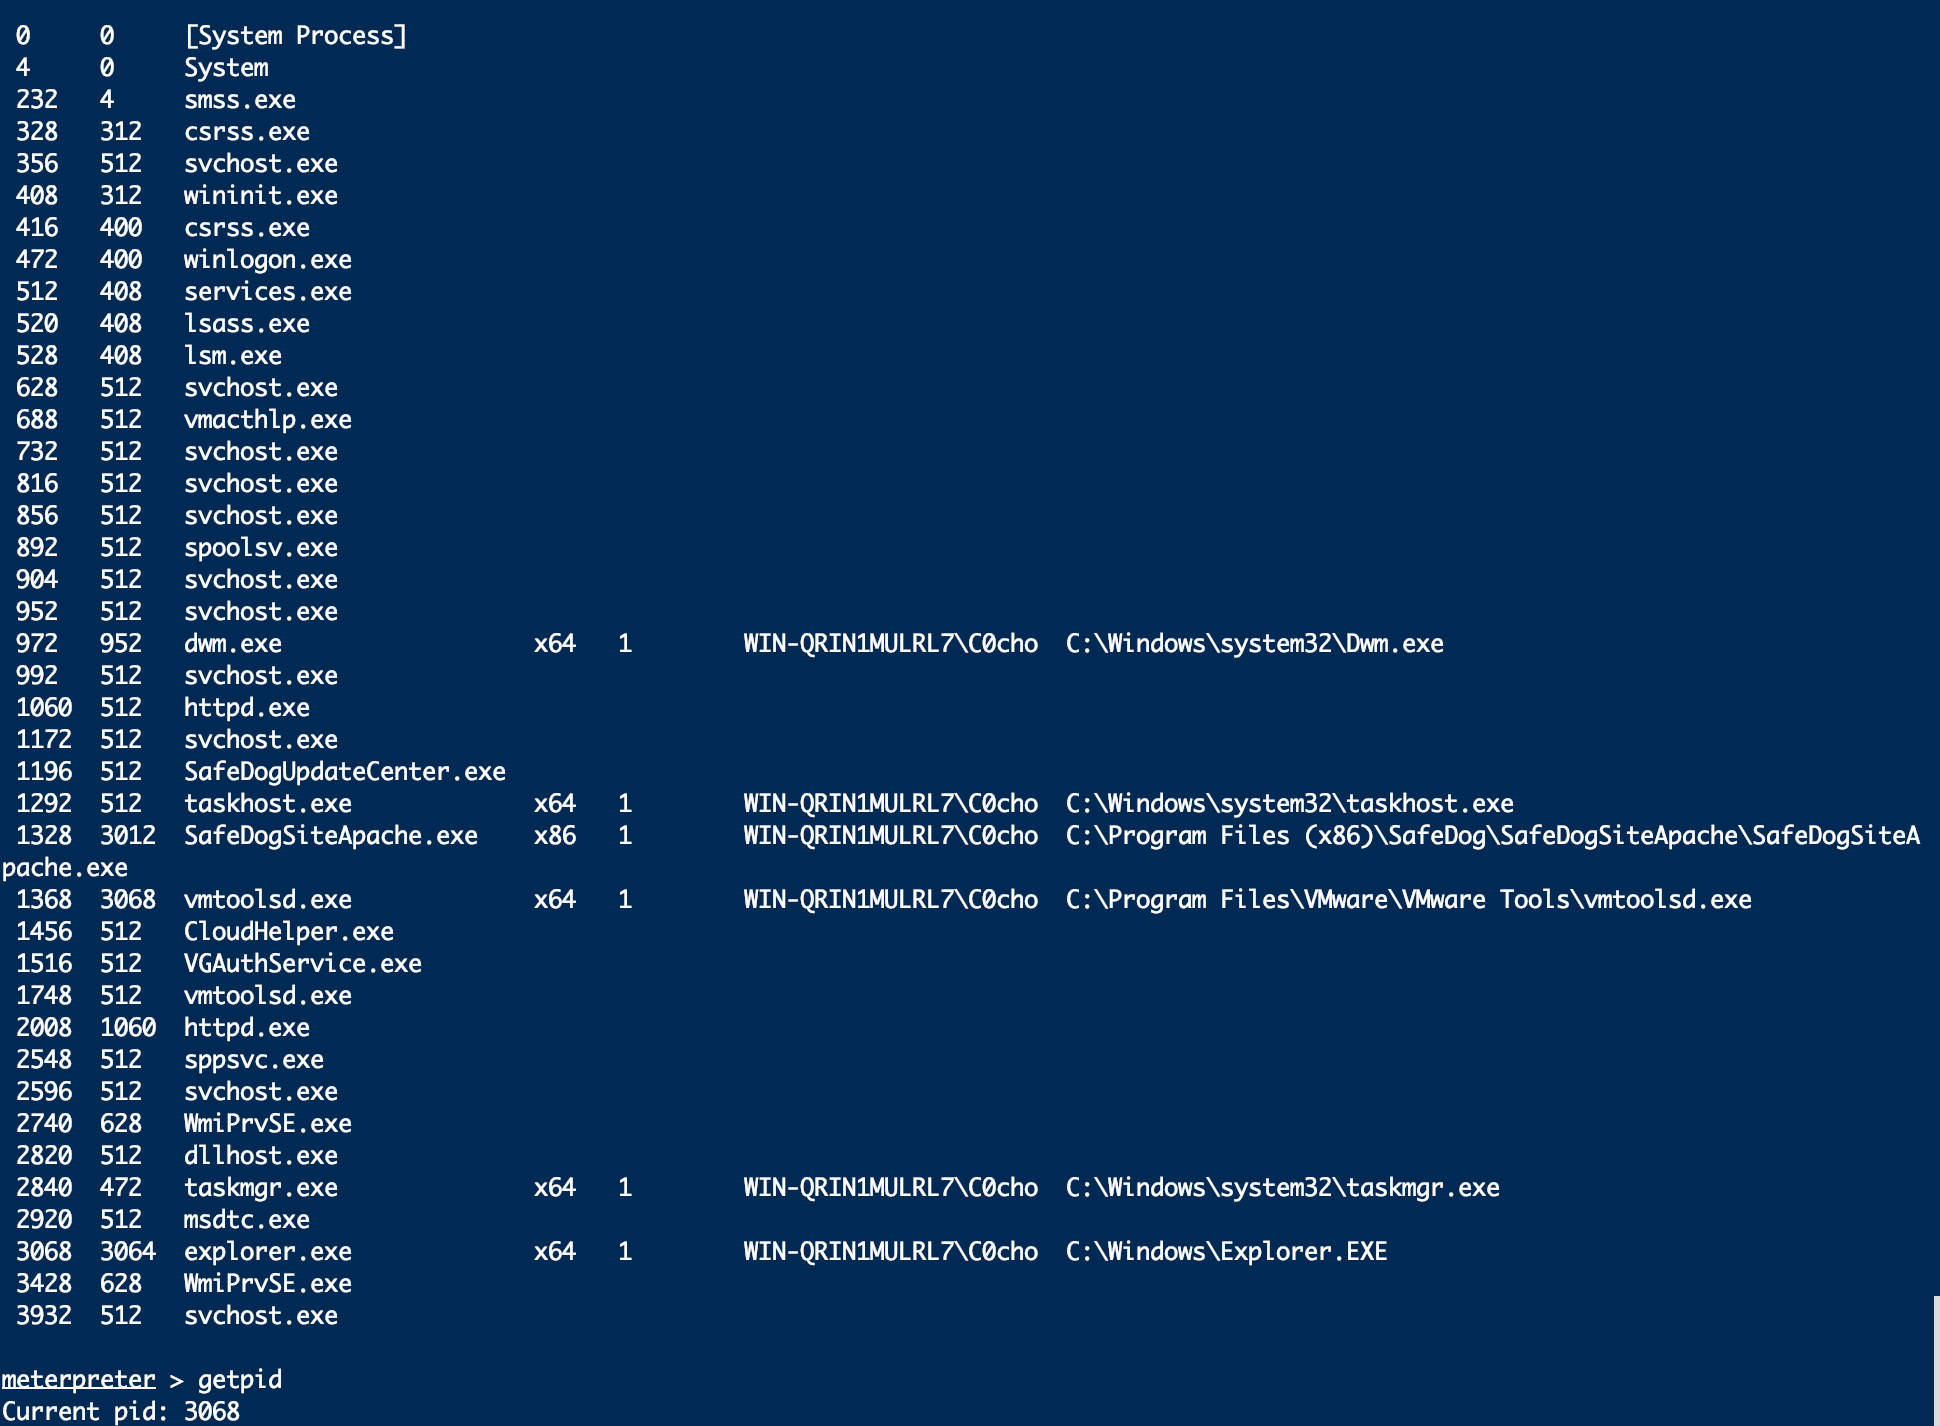 0     0     [System Process]
4     0     System
232   4     smss.exe
328   312   csrss.exe
356   512   svchost.exe
408   312   wininit.exe
416   400   csrss.exe
472   400   winlogon.exe
512   408   services.exe
520   408   lsass.exe
528   408   lsm.exe
628   512   svchost.exe
688   512   vmacthlp.exe
732   512   svchost.exe
816   512   svchost.exe
856   512   svchost.exe
892   512   spoolsv.exe
904   512   svchost.exe
952   512   svchost.exe
972   952   dwm.exe                  x64   1        WIN-QRIN1MULRL7\C0cho  C:\Windows\system32\Dwm.exe
992   512   svchost.exe
1060  512   httpd.exe
1172  512   svchost.exe
1196  512   SafeDogUpdateCenter.exe
1292  512   taskhost.exe             x64   1        WIN-QRIN1MULRL7\C0cho  C:\Windows\system32\taskhost.exe
1328  3012  SafeDogSiteApache.exe    x86   1        WIN-QRIN1MULRL7\C0cho  C:\Program Files (x86)\SafeDog\SafeDogSiteApache\SafeDogSiteA
pache.exe
1368  3068  vmtoolsd.exe             x64   1        WIN-QRIN1MULRL7\C0cho  C:\Program Files\VMware\VMware Tools\vmtoolsd.exe
1456  512   CloudHelper.exe
1516  512   VGAuthService.exe
1748  512   vmtoolsd.exe
2008  1060  httpd.exe
2548  512   sppsvc.exe
2596  512   svchost.exe
2740  628   WmiPrvSE.exe
2820  512   dllhost.exe
2840  472   taskmgr.exe              x64   1        WIN-QRIN1MULRL7\C0cho  C:\Windows\system32\taskmgr.exe
2920  512   msdtc.exe
3068  3064  explorer.exe             x64   1        WIN-QRIN1MULRL7\C0cho  C:\Windows\Explorer.EXE
3428  628   WmiPrvSE.exe
3932  512   svchost.exe
meterpreter > getpid
Current pid: 3068